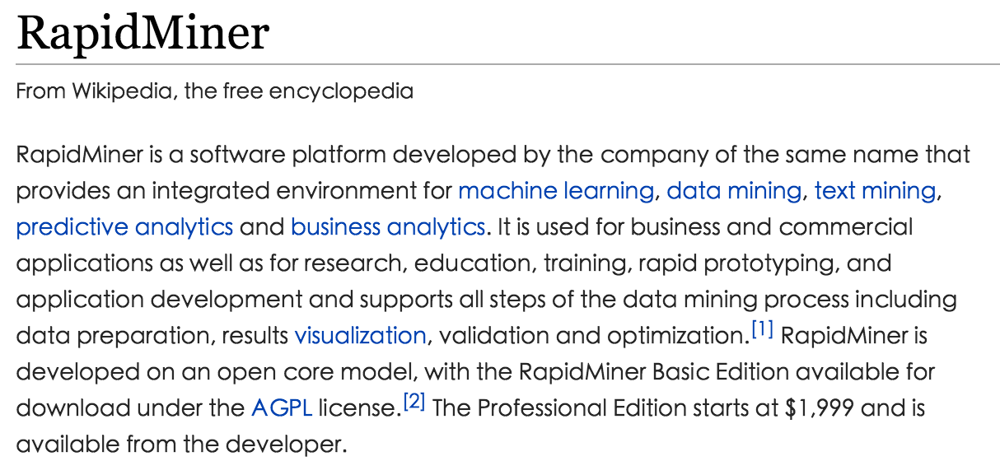 RapidMiner
From Wikipedia, the free encyclopedia
RapidMiner is a software platform developed by the company of the same name that
provides an integrated environment for machine learning, data mining, text mining,
predictive analytics and business analytics. It is used for business and commercial
applications as well as for research, education, training, rapid prototyping, and
application development and supports all steps of the data mining process including
data preparation, results visualization, validation and optimization.[1] RapidMiner is
developed on an open core model, with the RapidMiner Basic Edition available for
download under the AGPL license.[2] The Professional Edition starts at $1,999 and is
available from the developer.